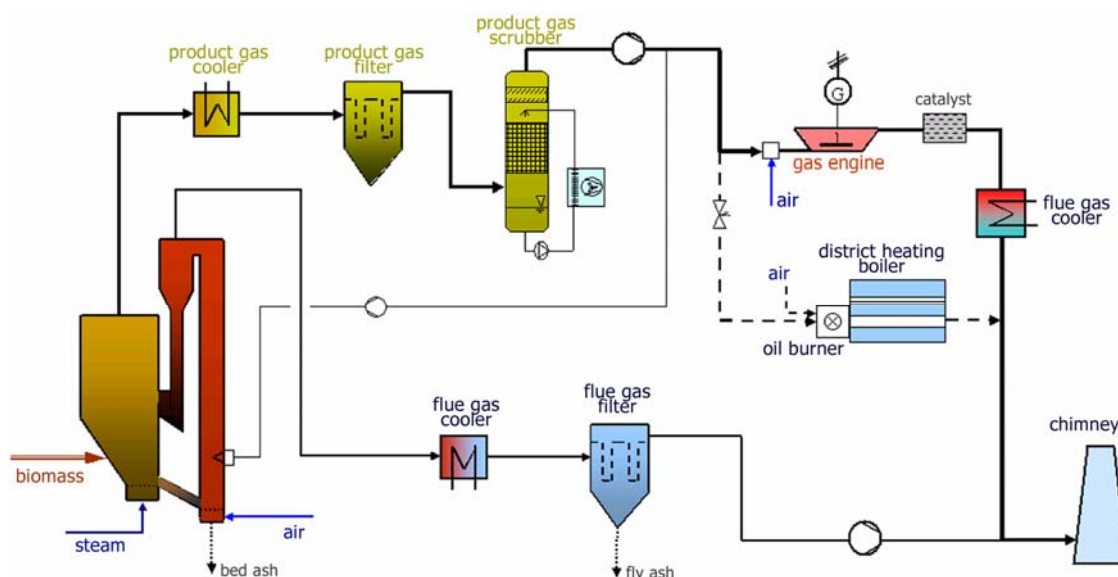 product gas
cooler
product gas
filter
product gas
scrubber
G
catalyst
gas engine
air
flue gas
cooler
district heating
boiler
air
oil burner
flue gas
cooler
flue gas
filter
chimney
biomass
steam
air
bed ash
fly ash